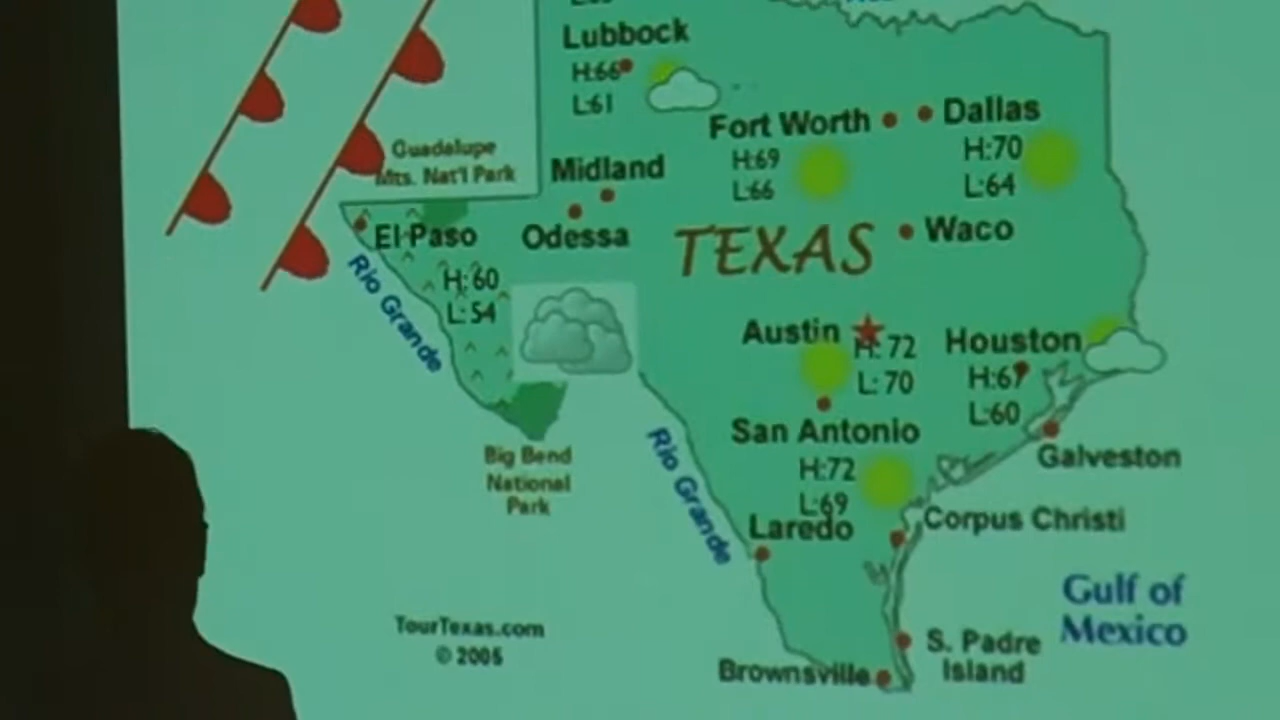 Lubbock
H:66
L:61
Fort Worth
Dallas
H:69
L:66
H:70
L:64
Guadalupe
Mts. Nat'l Park
Midland
El Paso
Odessa
TEXAS
Waco
H: 60
L: 54
Rio Grande
Austin
H: 72
L: 70
Houston
H:67
L:60
San Antonio
H:72
L:69
Galveston
Big Bend
National
Park
Rio Grande
Laredo
Corpus Christi
Gulf of
Mexico
TourTexas.com
S. Padre
Island
Brownsville